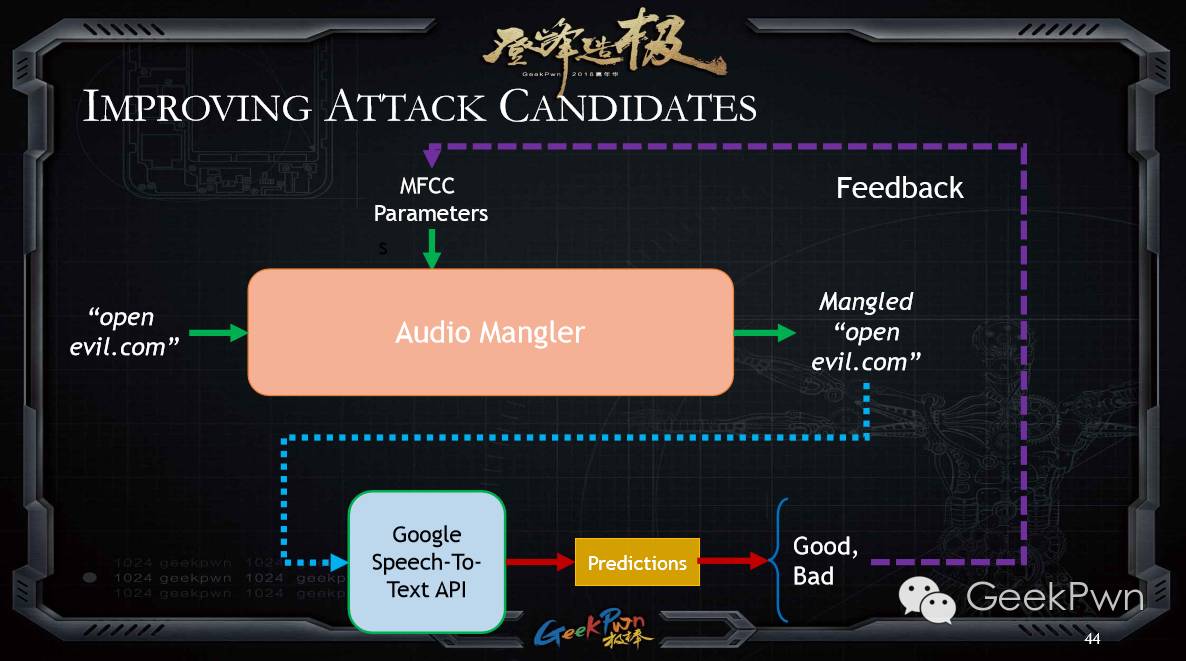 登峰造极
GeekPwn 2016嘉年华
IMPROVING ATTACK CANDIDATES
MFCC
Parameters
s
Feedback
“open
evil.com”
Audio Mangler
Mangled
“open
evil.com”
Google
Speech-To-
Text API
Predictions
Good,
Bad
1024 geekpwn 1024
1024 geekpwn 1024 geekp
1024 geekpwn 1024 geekp
GeekPwn
GeekPwn
极棒
44